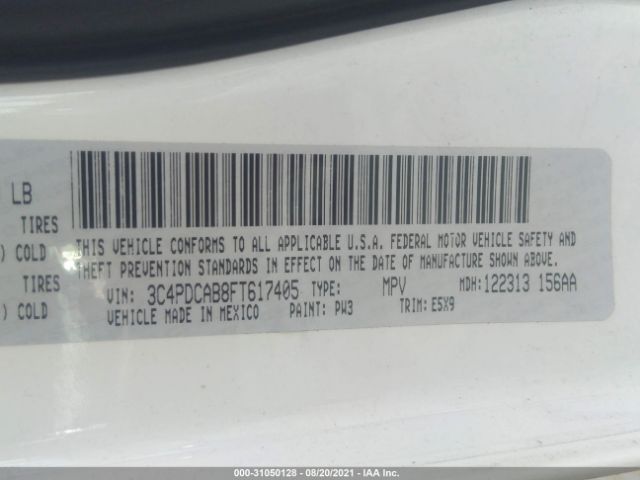 LB
TIRES
) COLD
TIRES
) COLD
THIS VEHICLE CONFORMS TO ALL APPLICABLE U.S.A. FEDERAL MOTOR VEHICLE SAFETY AND
THEFT PREVENTION STANDARDS IN EFFECT ON THE DATE OF MANUFACTURE SHOWN ABOVE.
VIN: 3C4PDCAB8FT617405 TYPE: MPV MDH: 122313 156AA
VEHICLE MADE IN MEXICO PAINT: PW3 TRIM: E5X9
000-31050128 - 08/20/2021 - IAA Inc.